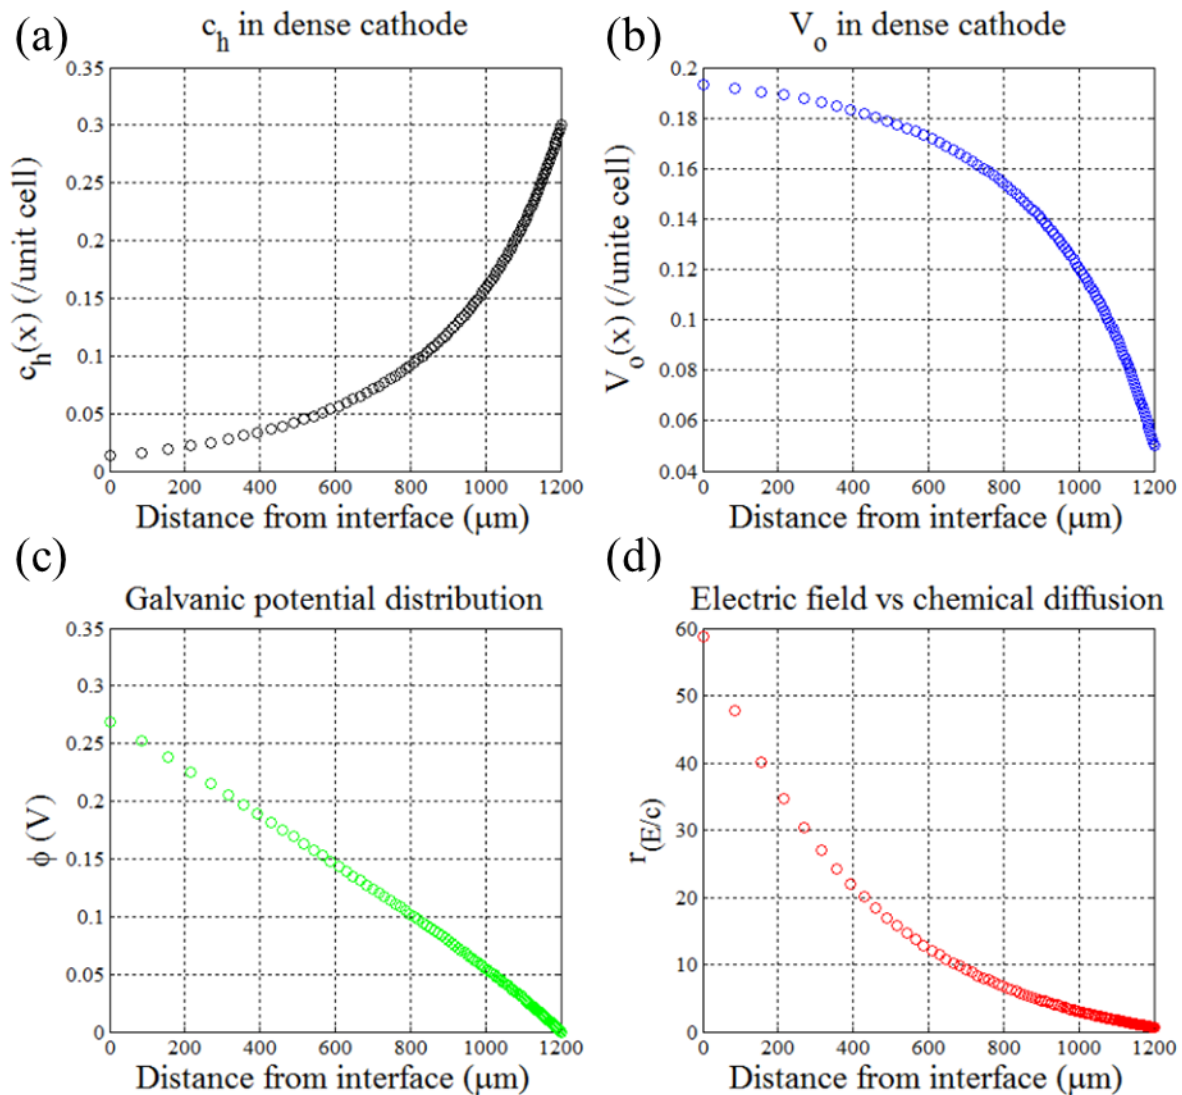 (a)
c_h in dense cathode
0.35
0.3
0.25
0.2
0.15
0.1
0.05
0
c_h(x) (/unit cell)
0 200 400 600 800 1000 1200
Distance from interface (μm)
(b)
V_o in dense cathode
0.2
0.18
0.16
0.14
0.12
0.1
0.08
0.06
0.04
V_o(x) (/unite cell)
0 200 400 600 800 1000 1200
Distance from interface (μm)
(c)
Galvanic potential distribution
0.35
0.3
0.25
0.2
0.15
0.1
0.05
0
ϕ (V)
0 200 400 600 800 1000 1200
Distance from interface (μm)
(d)
Electric field vs chemical diffusion
60
50
40
30
20
10
0
r_(E/c)
0 200 400 600 800 1000 1200
Distance from interface (μm)